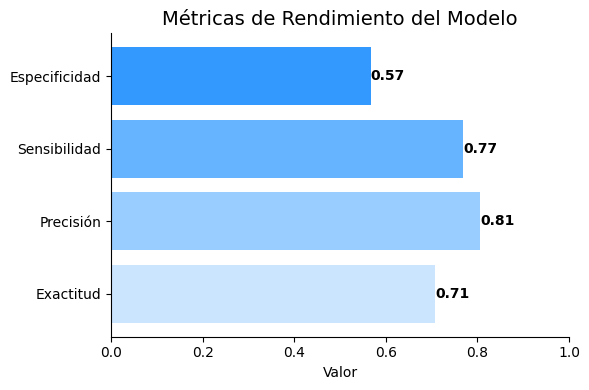 Métricas de Rendimiento del Modelo
Especificidad
0.57
Sensibilidad
0.77
Precisión
0.81
Exactitud
0.71
0.0 0.2 0.4 0.6 0.8 1.0
Valor